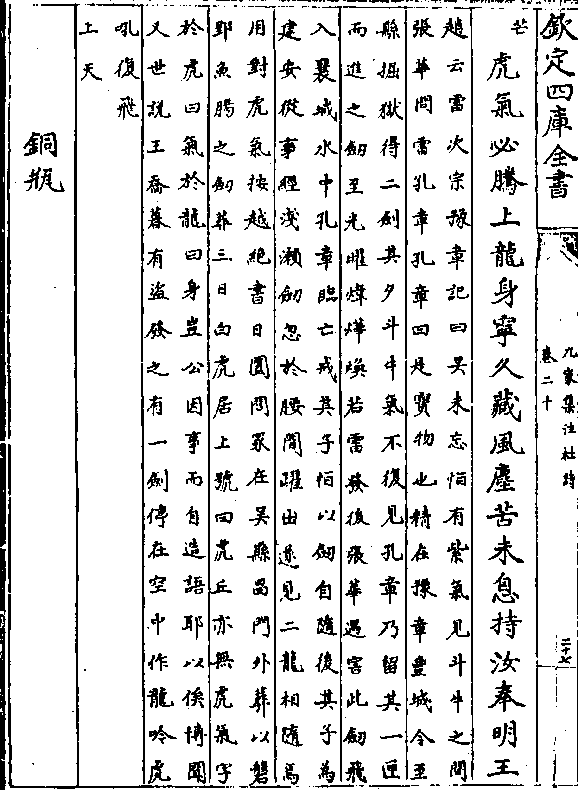 欽定四庫全書
九家集注杜詩
卷二十
二十七
芒
虎氣必騰上龍身寧久藏風塵苦未息持汝奉明王
趙云雷次宗豫章記曰吳未忘恒有紫氣見斗牛之間
張華問雷孔章孔章曰是寶物也精在豫章豐城令至
縣掘獄得二劍其夕斗牛氣不復見孔章乃留其一匣
而進之劍至光曜煒燁煥若電發後張華遇害此劍飛
入襄城水中孔章臨亡戒其子恒以劍自隨後其子為
建安從事經淺瀬劍忽於腰間躍由遂見二龍相隨焉
用對虎氣按越絶書曰闔閭冢在吳縣昌門外葬以磐
郢魚腸之劍葬三日白虎居上號曰虎丘亦無虎氣字
於虎曰氣於龍曰身豈公因事而自造語耶以俟博聞
又世說王喬墓有盗發之有一劍停在空中作龍吟虎
吼復飛
上天
銅瓶